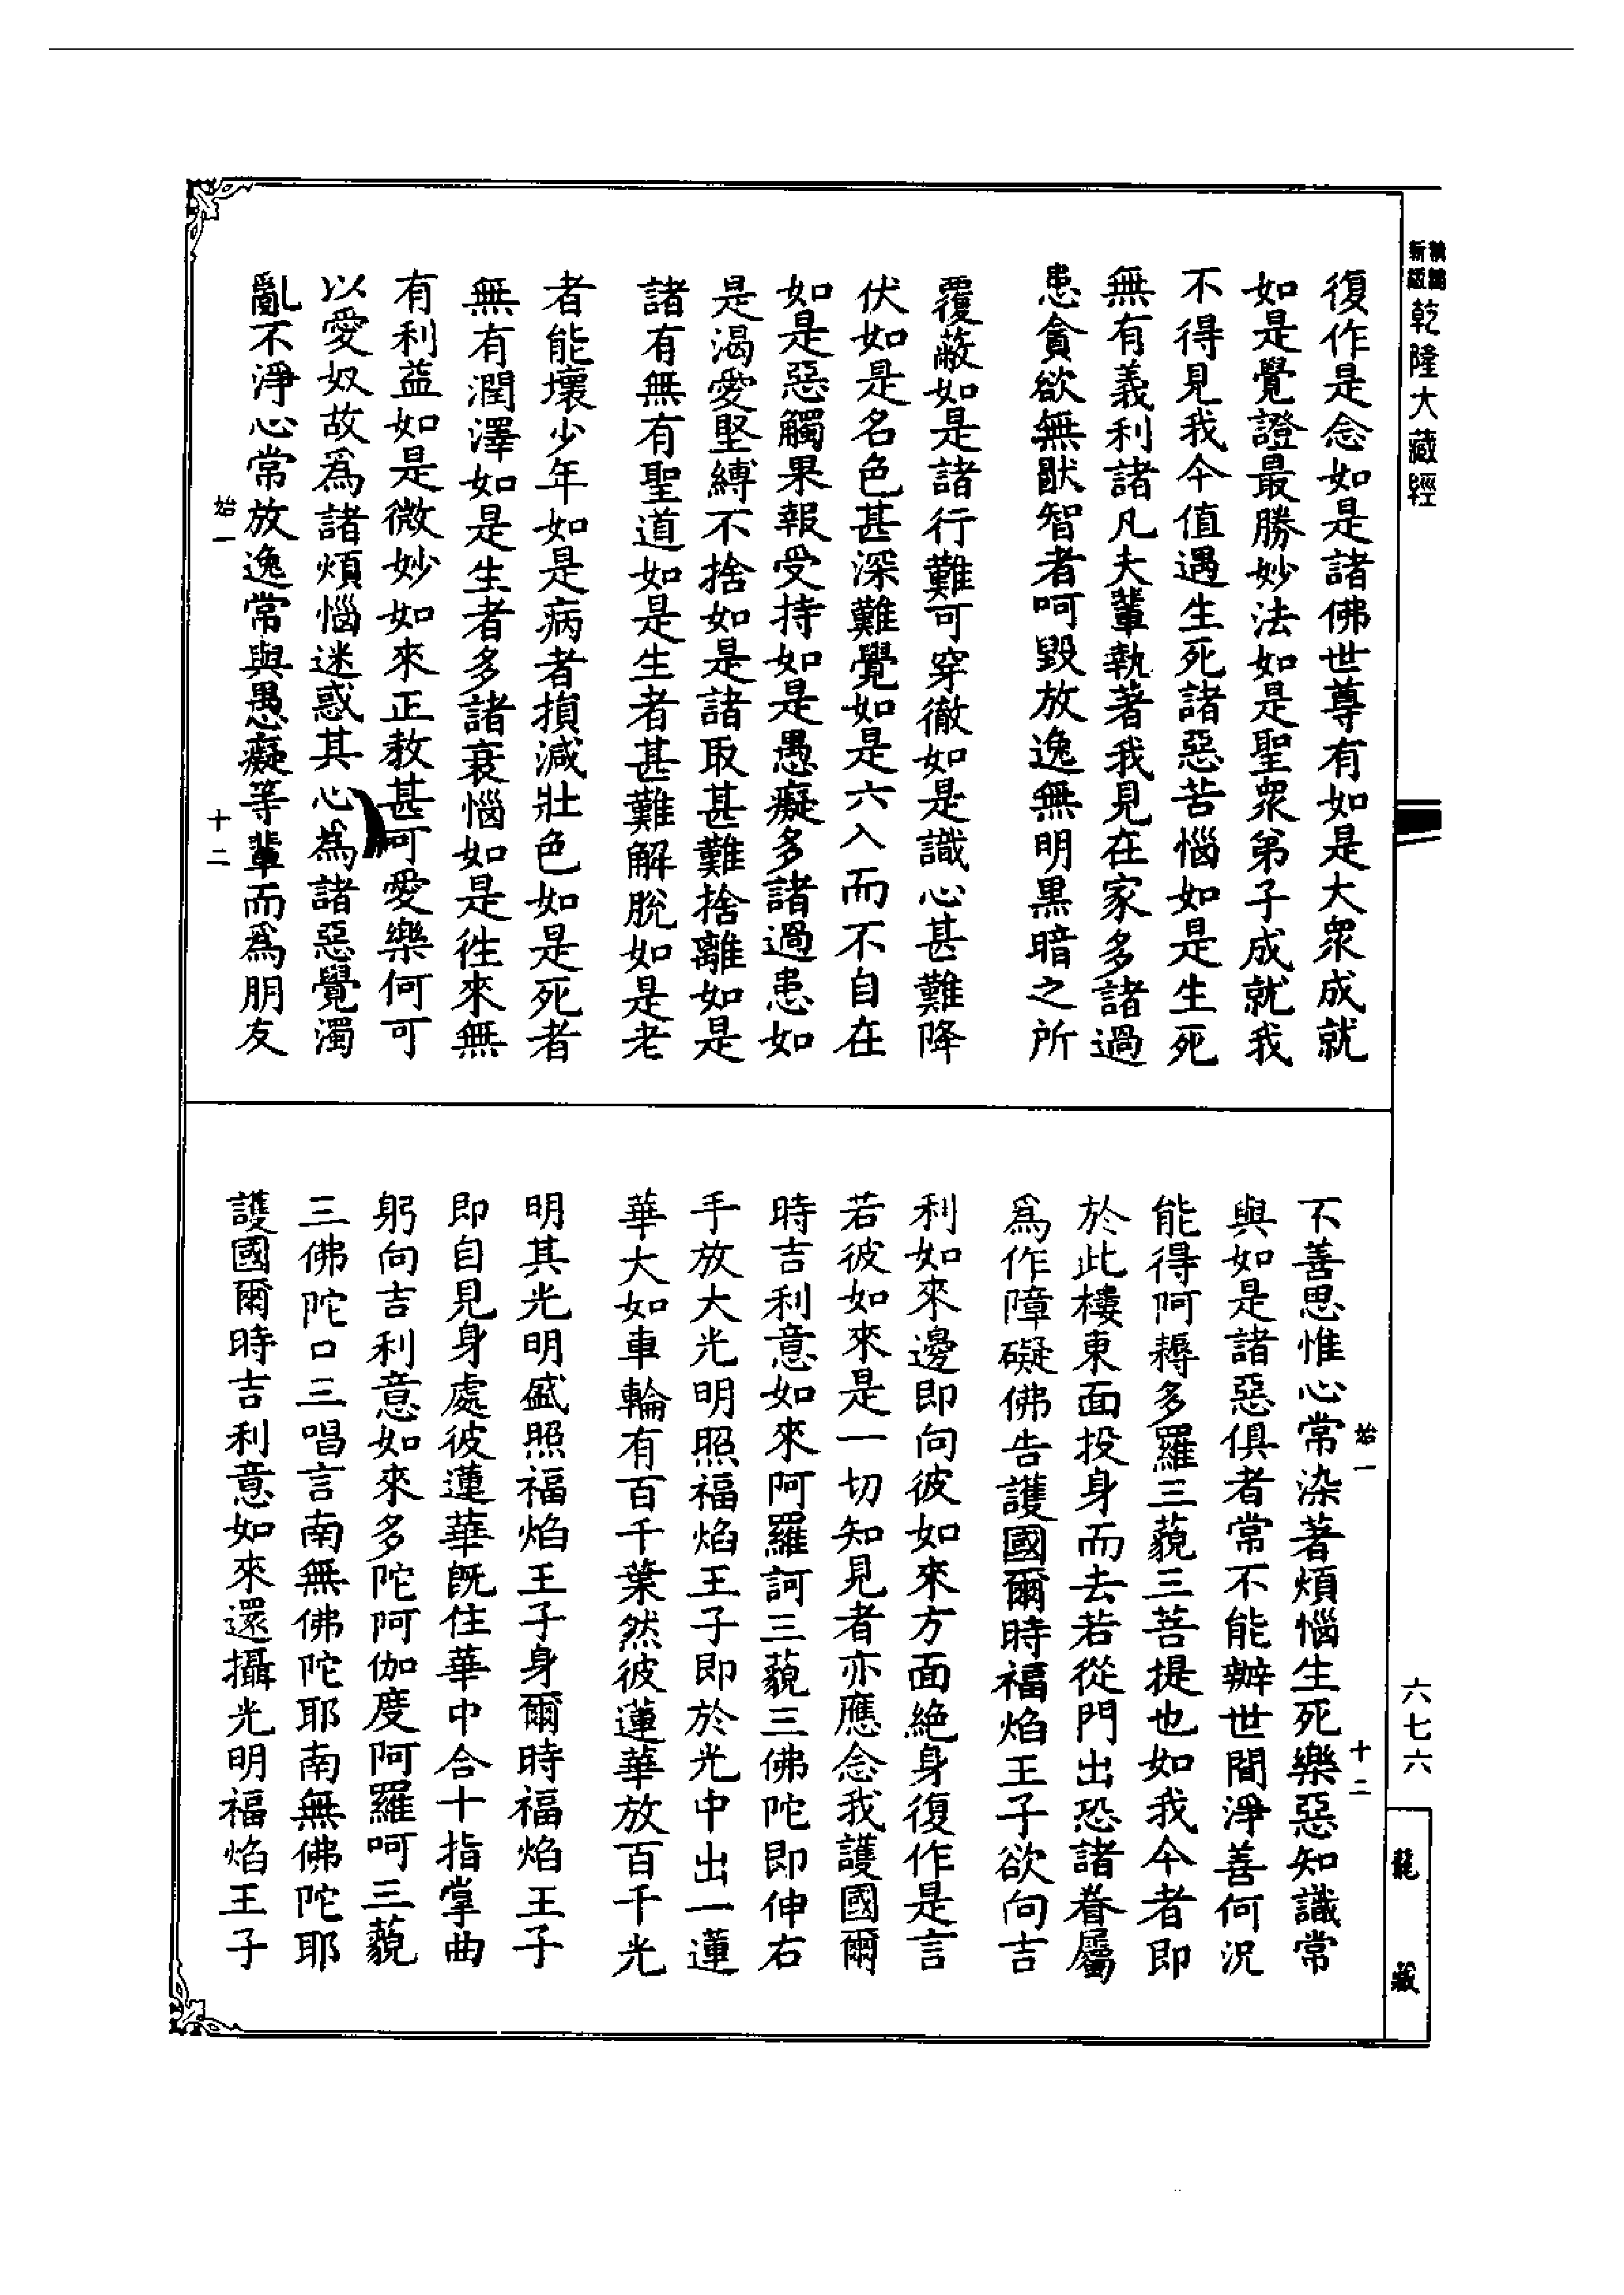 新版
乾隆大藏經
復作是念如是諸佛世尊有如是大眾成就
如是覺證最勝妙法如是聖眾弟子成就我
不得見我今值遇生死諸惡苦惱如是生死
無有義利諸凡夫輩執著我見在家多諸過
患貪欲無猒智者呵毀放逸無明黑暗之所
覆蔽如是諸行難可穿徹如是識心甚難降
伏如是名色甚深難覺如是六入而不自在
如是惡觸果報受持如是愚癡多諸過患如
是渴愛堅縛不捨如是諸取甚難捨離如是
諸有無有聖道如是生者甚難解脫如是老
者能壞少年如是病者損減壯色如是死者
無有潤澤如是生者多諸衰惱如是徃來無
有利益如是微妙如來正教甚可愛樂何可
以愛奴故為諸煩惱迷惑其心為諸惡覺濁
亂不淨心常放逸常與愚癡等輩而為朋友
始一
十二
不善思惟心常染著煩惱生死樂惡知識常
與如是諸惡俱者常不能辦世間淨善何況
能得阿耨多羅三藐三菩提也如我今者即
於此樓東面投身而去若從門出恐諸眷屬
為作障礙佛告護國爾時福焰王子欲向吉
利如來邊即向彼如來方面絕身復作是言
若彼如來是一切知見者亦應念我護國爾
時吉利意如來阿羅訶三藐三佛陀即伸右
手放大光明照福焰王子即於光中出一蓮
華大如車輪有百千葉然彼蓮華放百千光
明其光明盛照福焰王子身爾時福焰王子
即自見身處彼蓮華既住華中合十指掌曲
躬向吉利意如來多陀阿伽度阿羅呵三藐
三佛陀口三唱言南無佛陀耶南無佛陀耶
護國爾時吉利意如來還攝光明福焰王子
始一
十二
六七六
龍藏